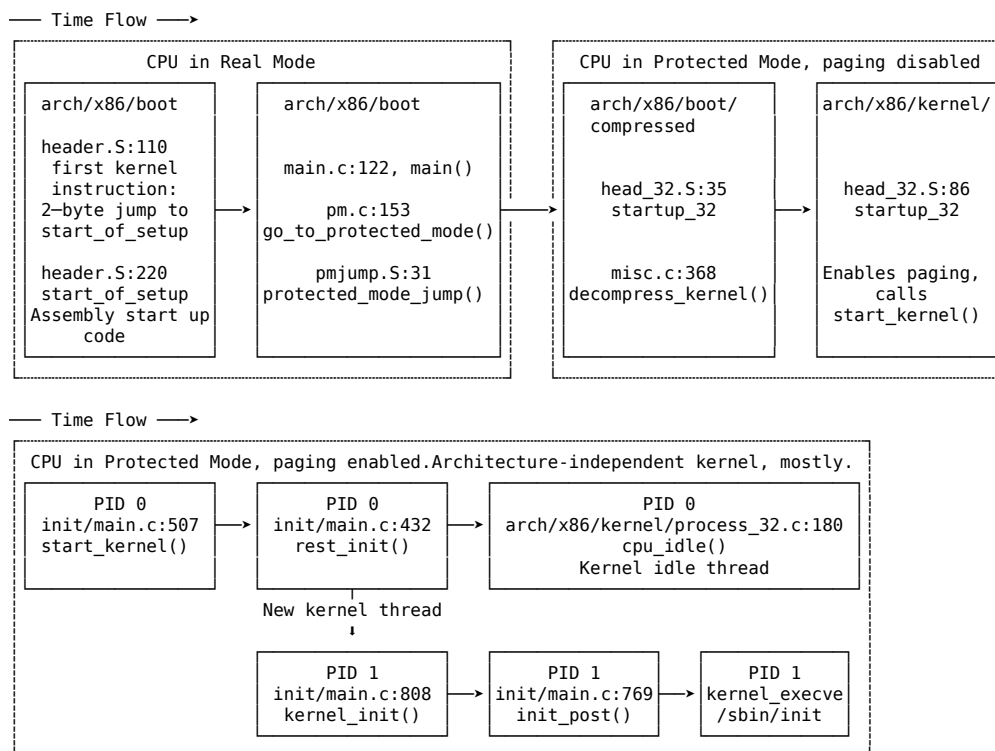 Time Flow
CPU in Real Mode
arch/x86/boot
header.S:110
first kernel
instruction:
2—byte jump to
start_of_setup
header.S:220
start_of_setup
Assembly start up
code
arch/x86/boot
main.c:122, main()
pm.c:153
go_to_protected_mode()
pmjump.S:31
protected_mode_jump()
CPU in Protected Mode, paging disabled
arch/x86/boot/
compressed
head_32.S:35
startup_32
misc.c:368
decompress_kernel()
arch/x86/kernel/
head_32.S:86
startup_32
Enables paging,
calls
start_kernel()
Time Flow
CPU in Protected Mode, paging enabled.Architecture-independent kernel, mostly.
PID 0
init/main.c:507
start_kernel()
PID 0
init/main.c:432
rest_init()
PID 0
arch/x86/kernel/process_32.c:180
cpu_idle()
Kernel idle thread
New kernel thread
PID 1
init/main.c:808
kernel_init()
PID 1
init/main.c:769
init_post()
PID 1
kernel_execve
/sbin/init